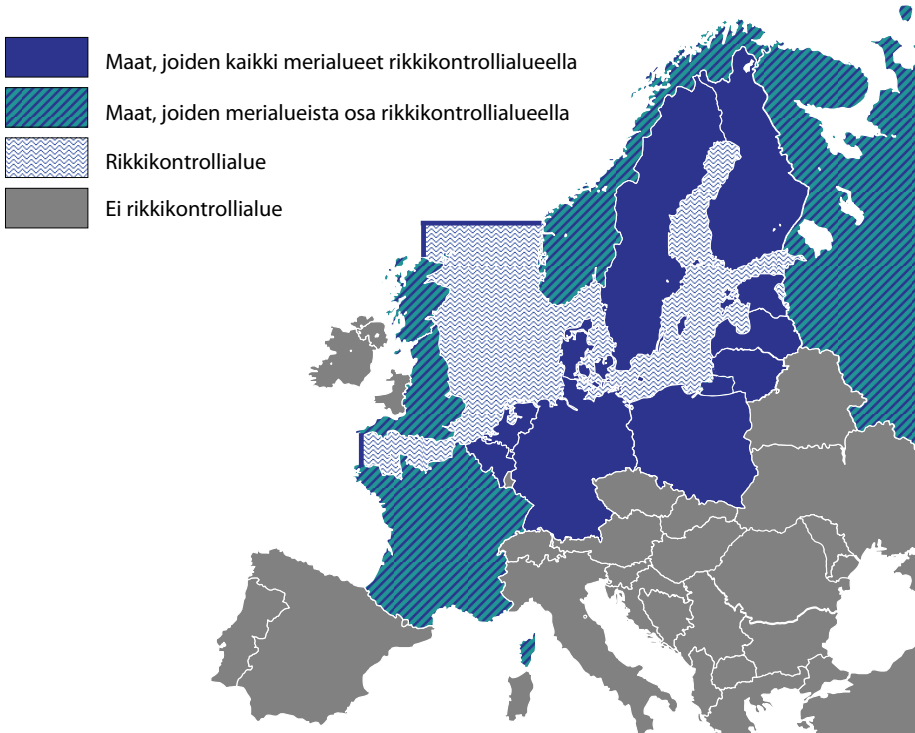 Maat, joiden kaikki merialueet rikkikontrollialueella
Maat, joiden merialueista osa rikkikontrollialueella
Rikkikontrollialue
Ei rikkikontrollialue